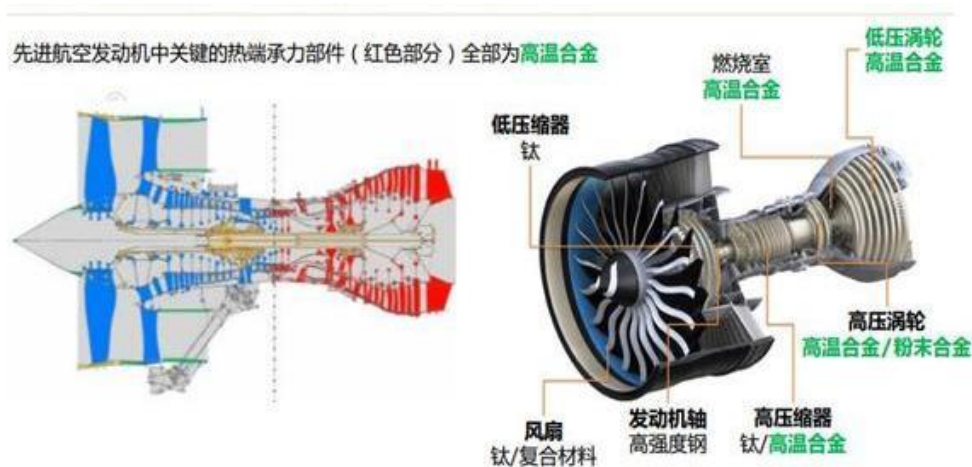 先进航空发动机中关键的热端承力部件（红色部分）全部为高温合金
低压涡轮
高温合金
燃烧室
高温合金
低压缩器
钛
高压涡轮
高温合金/粉末合金
风扇
钛/复合材料
发动机轴
高强度钢
高压缩器
钛/高温合金